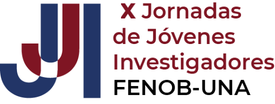 X Jornadas
de Jóvenes
Investigadores
FENOB-UNA